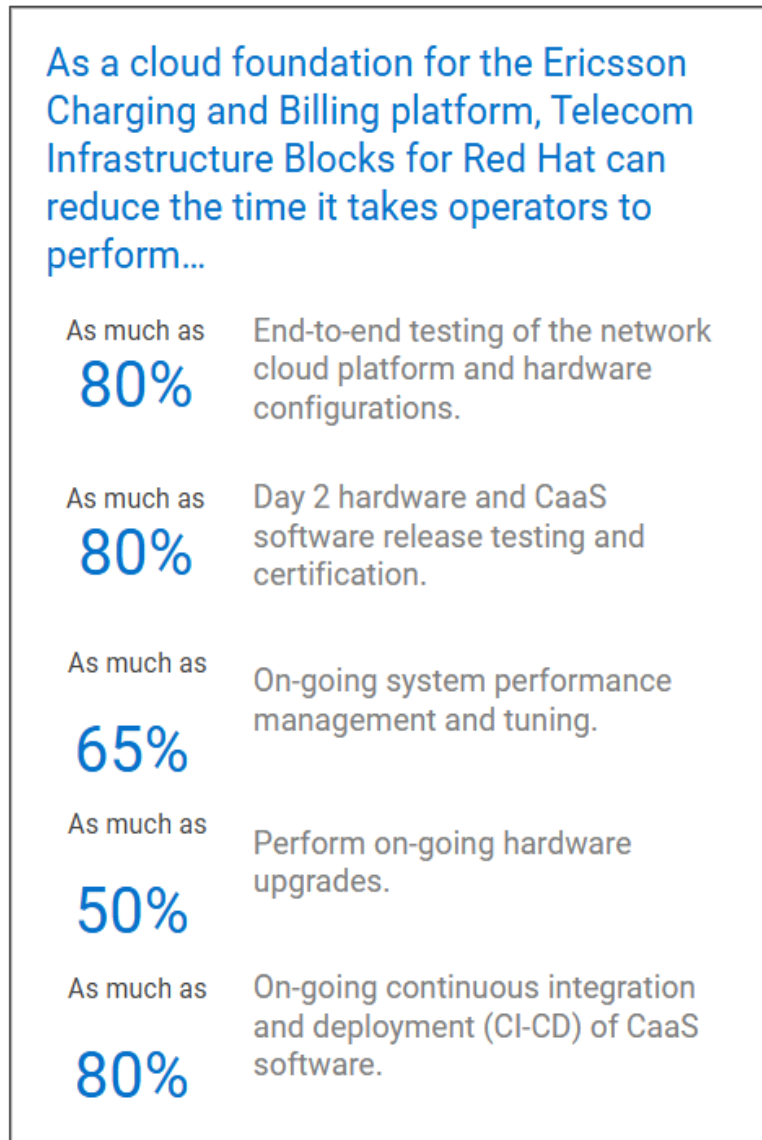 As a cloud foundation for the Ericsson
Charging and Billing platform, Telecom
Infrastructure Blocks for Red Hat can
reduce the time it takes operators to
perform…
As much as
80%
End-to-end testing of the network
cloud platform and hardware
configurations.
As much as
80%
Day 2 hardware and CaaS
software release testing and
certification.
As much as
65%
On-going system performance
management and tuning.
As much as
50%
Perform on-going hardware
upgrades.
As much as
80%
On-going continuous integration
and deployment (CI-CD) of CaaS
software.